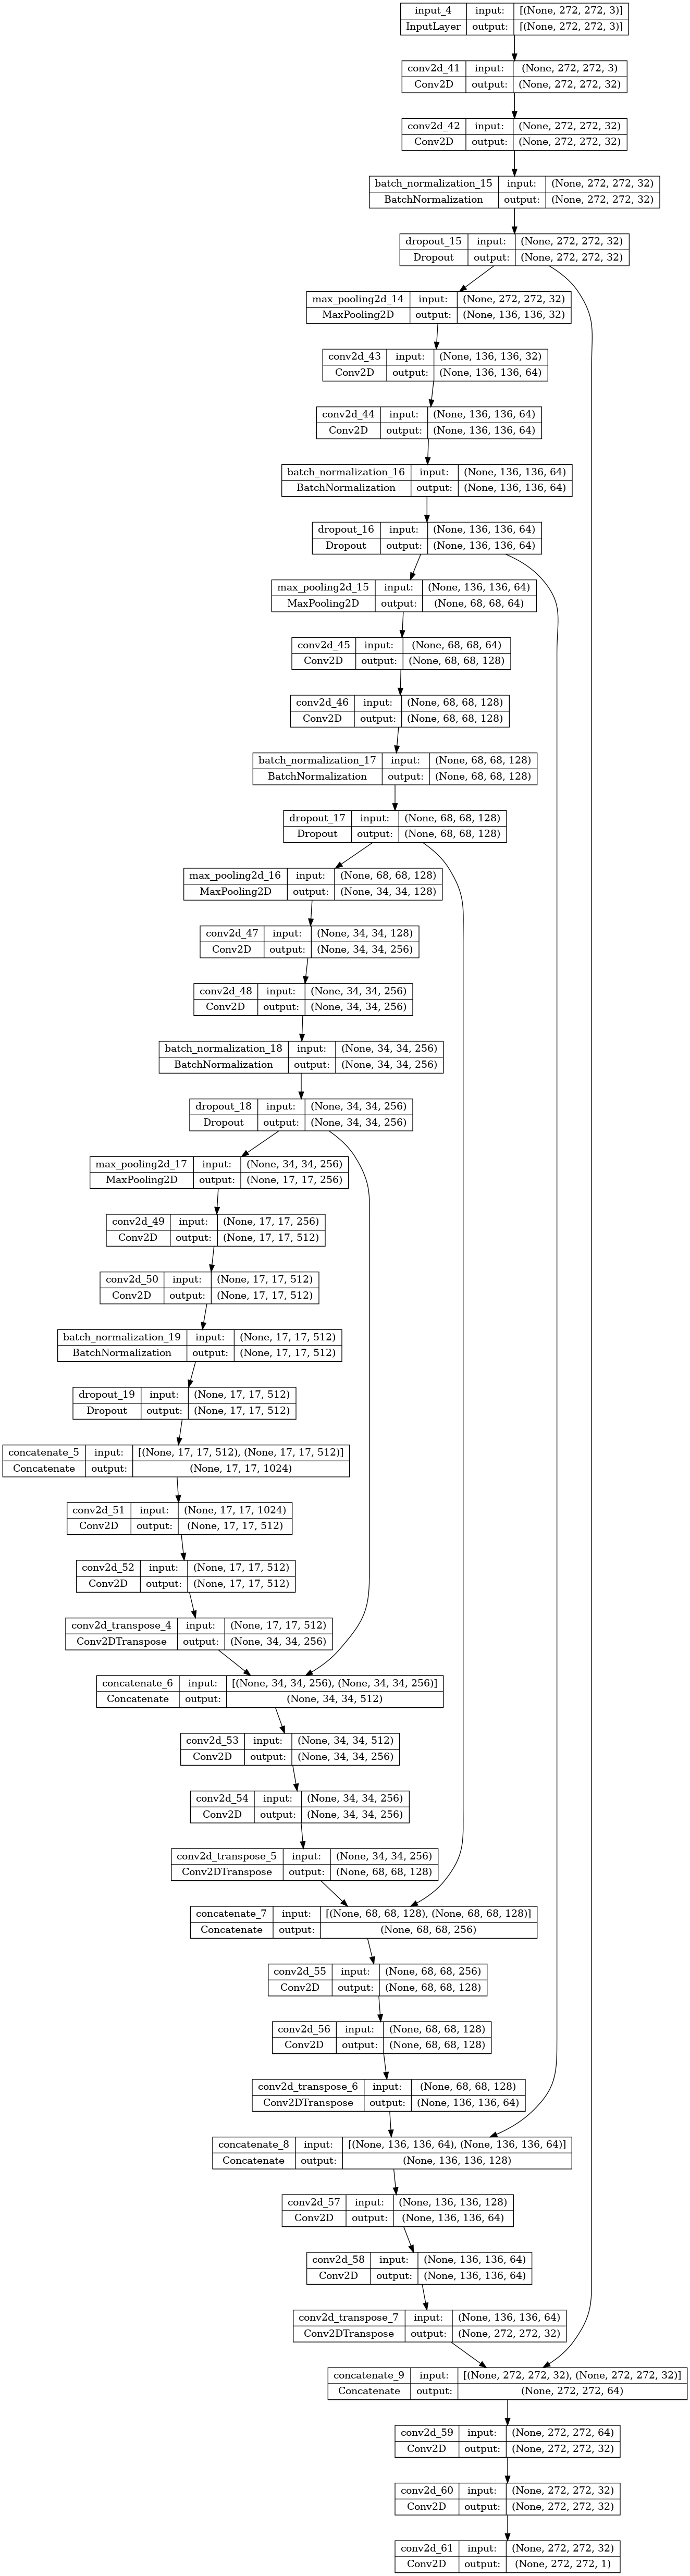 input_4 input: [(None, 272, 272, 3)]
InputLayer output: [(None, 272, 272, 3)]
conv2d_41 input: (None, 272, 272, 3)
Conv2D output: (None, 272, 272, 32)
conv2d_42 input: (None, 272, 272, 32)
Conv2D output: (None, 272, 272, 32)
batch_normalization_15 input: (None, 272, 272, 32)
BatchNormalization output: (None, 272, 272, 32)
dropout_15 input: (None, 272, 272, 32)
Dropout output: (None, 272, 272, 32)
max_pooling2d_14 input: (None, 272, 272, 32)
MaxPooling2D output: (None, 136, 136, 32)
conv2d_43 input: (None, 136, 136, 32)
Conv2D output: (None, 136, 136, 64)
conv2d_44 input: (None, 136, 136, 64)
Conv2D output: (None, 136, 136, 64)
batch_normalization_16 input: (None, 136, 136, 64)
BatchNormalization output: (None, 136, 136, 64)
dropout_16 input: (None, 136, 136, 64)
Dropout output: (None, 136, 136, 64)
max_pooling2d_15 input: (None, 136, 136, 64)
MaxPooling2D output: (None, 68, 68, 64)
conv2d_45 input: (None, 68, 68, 64)
Conv2D output: (None, 68, 68, 128)
conv2d_46 input: (None, 68, 68, 128)
Conv2D output: (None, 68, 68, 128)
batch_normalization_17 input: (None, 68, 68, 128)
BatchNormalization output: (None, 68, 68, 128)
dropout_17 input: (None, 68, 68, 128)
Dropout output: (None, 68, 68, 128)
max_pooling2d_16 input: (None, 68, 68, 128)
MaxPooling2D output: (None, 34, 34, 128)
conv2d_47 input: (None, 34, 34, 128)
Conv2D output: (None, 34, 34, 256)
conv2d_48 input: (None, 34, 34, 256)
Conv2D output: (None, 34, 34, 256)
batch_normalization_18 input: (None, 34, 34, 256)
BatchNormalization output: (None, 34, 34, 256)
dropout_18 input: (None, 34, 34, 256)
Dropout output: (None, 34, 34, 256)
max_pooling2d_17 input: (None, 34, 34, 256)
MaxPooling2D output: (None, 17, 17, 256)
conv2d_49 input: (None, 17, 17, 256)
Conv2D output: (None, 17, 17, 512)
conv2d_50 input: (None, 17, 17, 512)
Conv2D output: (None, 17, 17, 512)
batch_normalization_19 input: (None, 17, 17, 512)
BatchNormalization output: (None, 17, 17, 512)
dropout_19 input: (None, 17, 17, 512)
Dropout output: (None, 17, 17, 512)
concatenate_5 input: [(None, 17, 17, 512), (None, 17, 17, 512)]
Concatenate output: (None, 17, 17, 1024)
conv2d_51 input: (None, 17, 17, 1024)
Conv2D output: (None, 17, 17, 512)
conv2d_52 input: (None, 17, 17, 512)
Conv2D output: (None, 17, 17, 512)
conv2d_transpose_4 input: (None, 17, 17, 512)
Conv2DTranspose output: (None, 34, 34, 256)
concatenate_6 input: [(None, 34, 34, 256), (None, 34, 34, 256)]
Concatenate output: (None, 34, 34, 512)
conv2d_53 input: (None, 34, 34, 512)
Conv2D output: (None, 34, 34, 256)
conv2d_54 input: (None, 34, 34, 256)
Conv2D output: (None, 34, 34, 256)
conv2d_transpose_5 input: (None, 34, 34, 256)
Conv2DTranspose output: (None, 68, 68, 128)
concatenate_7 input: [(None, 68, 68, 128), (None, 68, 68, 128)]
Concatenate output: (None, 68, 68, 256)
conv2d_55 input: (None, 68, 68, 256)
Conv2D output: (None, 68, 68, 128)
conv2d_56 input: (None, 68, 68, 128)
Conv2D output: (None, 68, 68, 128)
conv2d_transpose_6 input: (None, 68, 68, 128)
Conv2DTranspose output: (None, 136, 136, 64)
concatenate_8 input: [(None, 136, 136, 64), (None, 136, 136, 64)]
Concatenate output: (None, 136, 136, 128)
conv2d_57 input: (None, 136, 136, 128)
Conv2D output: (None, 136, 136, 64)
conv2d_58 input: (None, 136, 136, 64)
Conv2D output: (None, 136, 136, 64)
conv2d_transpose_7 input: (None, 136, 136, 64)
Conv2DTranspose output: (None, 272, 272, 32)
concatenate_9 input: [(None, 272, 272, 32), (None, 272, 272, 32)]
Concatenate output: (None, 272, 272, 64)
conv2d_59 input: (None, 272, 272, 64)
Conv2D output: (None, 272, 272, 32)
conv2d_60 input: (None, 272, 272, 32)
Conv2D output: (None, 272, 272, 32)
conv2d_61 input: (None, 272, 272, 32)
Conv2D output: (None, 272, 272, 1)